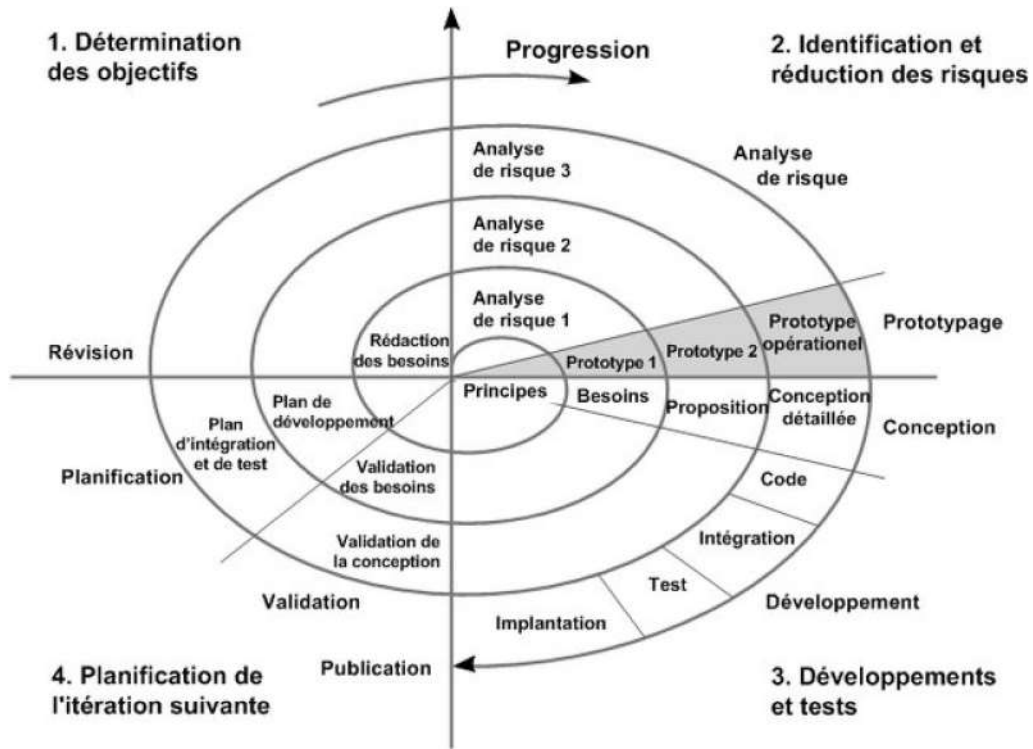 1. Détermination
des objectifs
Progression
2. Identification et
réduction des risques
Analyse
de risque 3
Analyse
de risque
Analyse
de risque 2
Analyse
de risque 1
Rédaction
des besoins
Révision
Prototype 1
Prototype 2
Prototype
opérationel
Prototypage
Principes
Besoins
Proposition
Conception
détaillée
Conception
Plan de
développement
Plan
d'intégration
et de test
Planification
Validation
des besoins
Code
Validation de
la conception
Intégration
Test
Validation
Implantation
Développement
Publication
4. Planification de
l'itération suivante
3. Développements
et tests